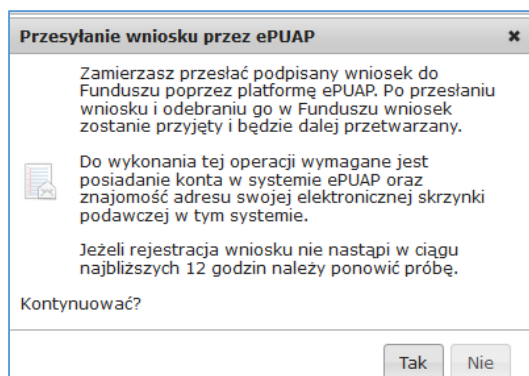 Przesyłanie wniosku przez ePUAP
Zamierzasz przesłać podpisany wniosek do
Funduszu poprzez platformę ePUAP. Po przesłaniu
wniosku i odebraniu go w Funduszu wniosek
zostanie przyjęty i będzie dalej przetwarzany.
Do wykonania tej operacji wymagane jest
posiadanie konta w systemie ePUAP oraz
znajomość adresu swojej elektronicznej skrzynki
podawczej w tym systemie.
Jeżeli rejestracja wniosku nie nastąpi w ciągu
najbliższych 12 godzin należy ponowić próbę.
Kontynuować?
Tak Nie